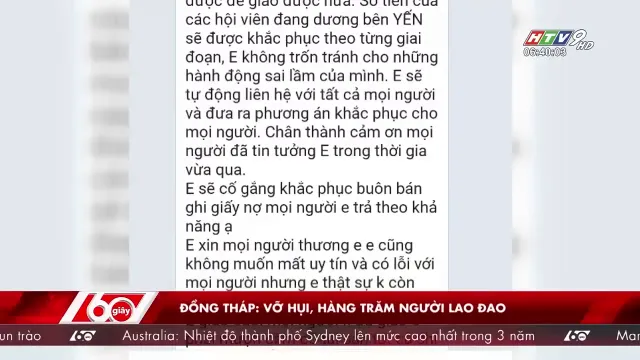 được để giao được nữa. Số tiền của
các hội viên đang dương bên YẾN
sẽ được khắc phục theo từng giai
đoạn, E không trốn tránh cho những
hành động sai lầm của mình. E sẽ
tự động liên hệ với tất cả mọi người
và đưa ra phương án khắc phục cho
mọi người. Chân thành cảm ơn mọi
người đã tin tưởng E trong thời gia
vừa qua.
E sẽ cố gắng khắc phục buôn bán
ghi giấy nợ mọi người e trả theo khả
năng ạ
E xin mọi người thương e e cũng
không muốn mất uy tín và có lỗi với
mọi người nhưng e thật sự k còn
HTV9 HD
06:40:03
60 giây
ĐỒNG THÁP: VỠ HỤI, HÀNG TRĂM NGƯỜI LAO ĐAO
un trào 60 Australia: Nhiệt độ thành phố Sydney lên mức cao nhất trong 3 năm 60 Ma